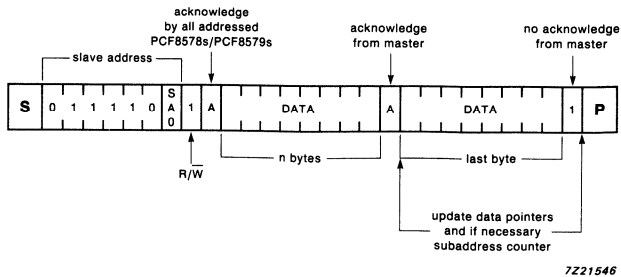 acknowledge
by all addressed
PCF8578s/PCF8579s
acknowledge
from master
no acknowledge
from master
slave address
S 0 1 1 1 1 0 SA0 1 A DATA A DATA 1 P
R/W
n bytes
last byte
update data pointers
and if necessary
subaddress counter
7Z21546